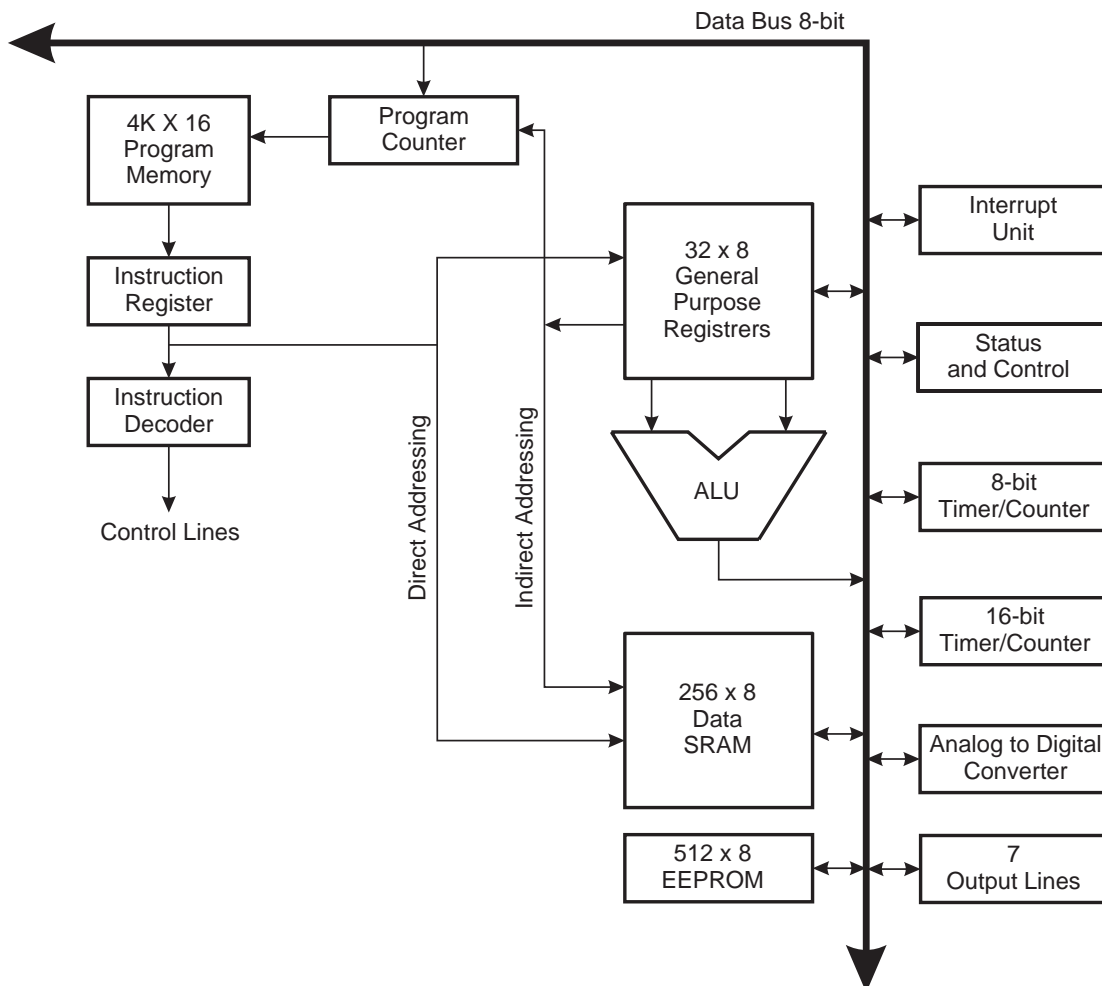 Data Bus 8-bit
4K X 16
Program
Memory
Program
Counter
Interrupt
Unit
32 x 8
General
Purpose
Registrers
Instruction
Register
Status
and Control
Instruction
Decoder
Direct Addressing
Indirect Addressing
ALU
8-bit
Timer/Counter
Control Lines
16-bit
Timer/Counter
256 x 8
Data
SRAM
Analog to Digital
Converter
512 x 8
EEPROM
7
Output Lines